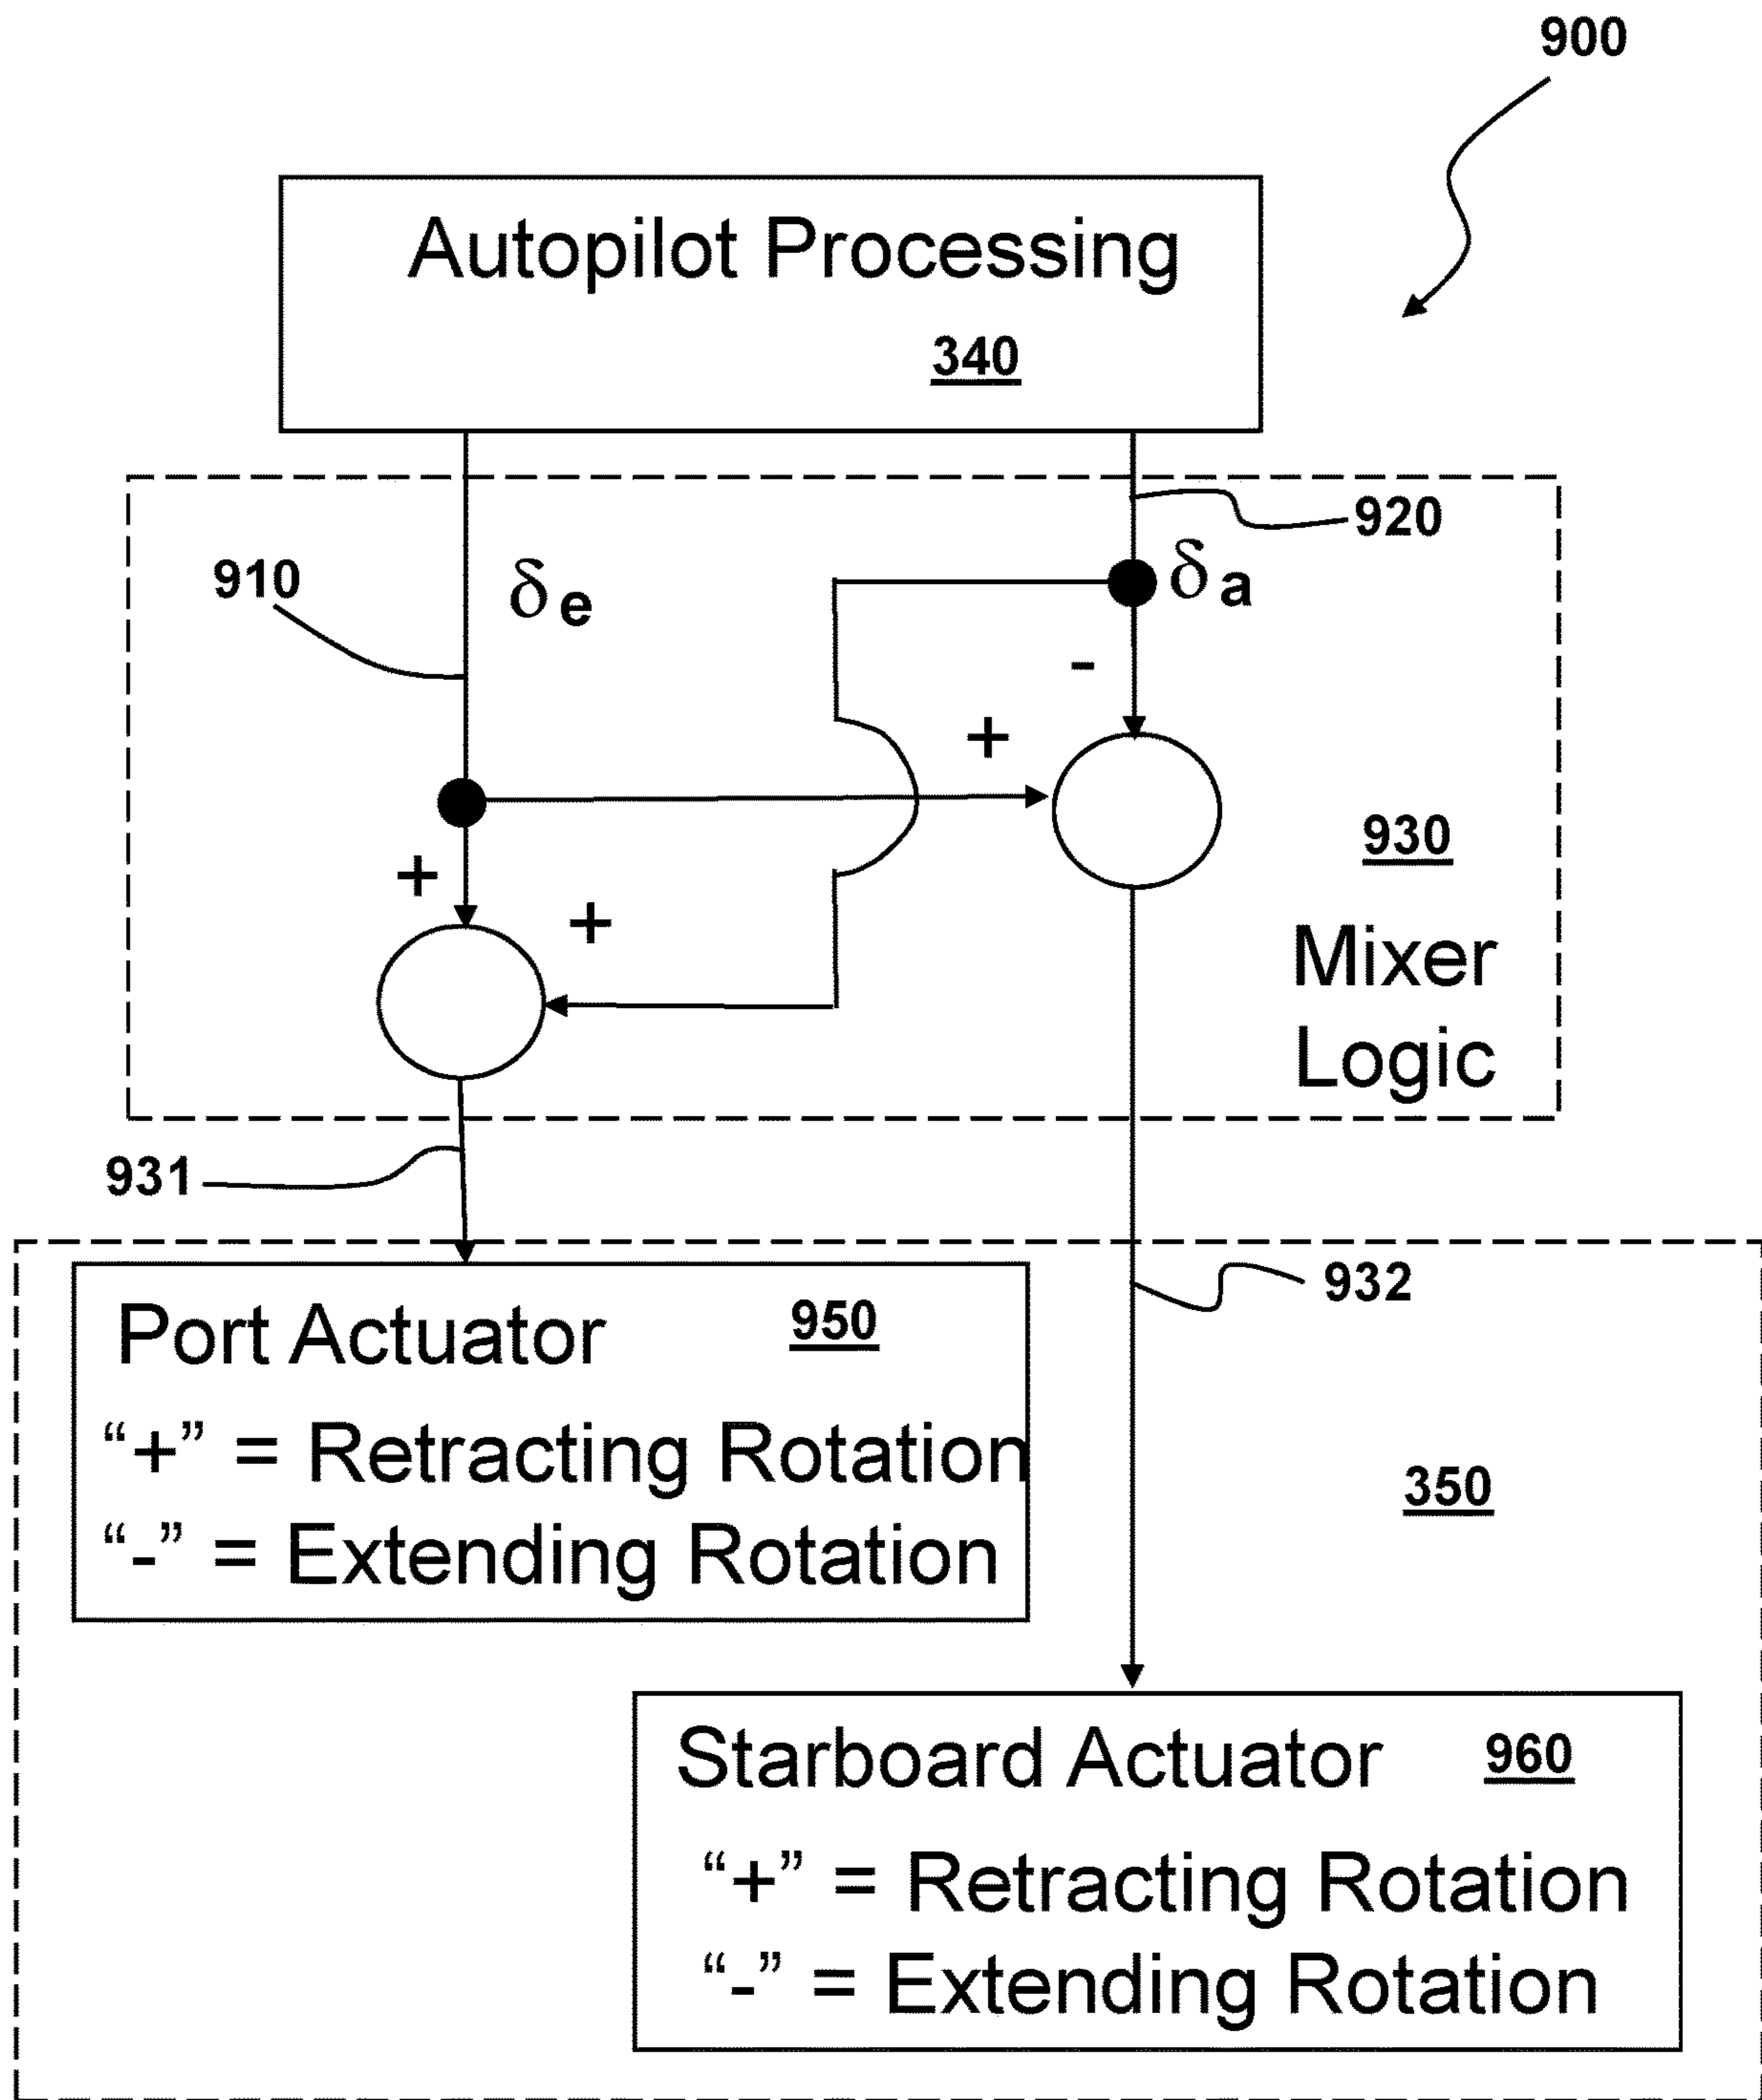 900
Autopilot Processing
340
920
910
δe
δa
-
+
930
+
+
Mixer
Logic
931
932
Port Actuator 950
“+” = Retracting Rotation
“-” = Extending Rotation
350
Starboard Actuator 960
“+” = Retracting Rotation
“-” = Extending Rotation